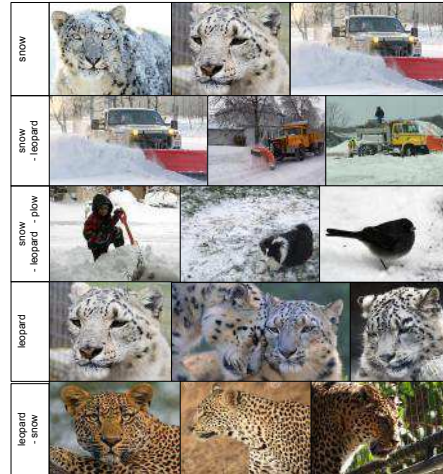 snow
snow
- leopard
snow
- leopard - plow
leopard
leopard
- snow